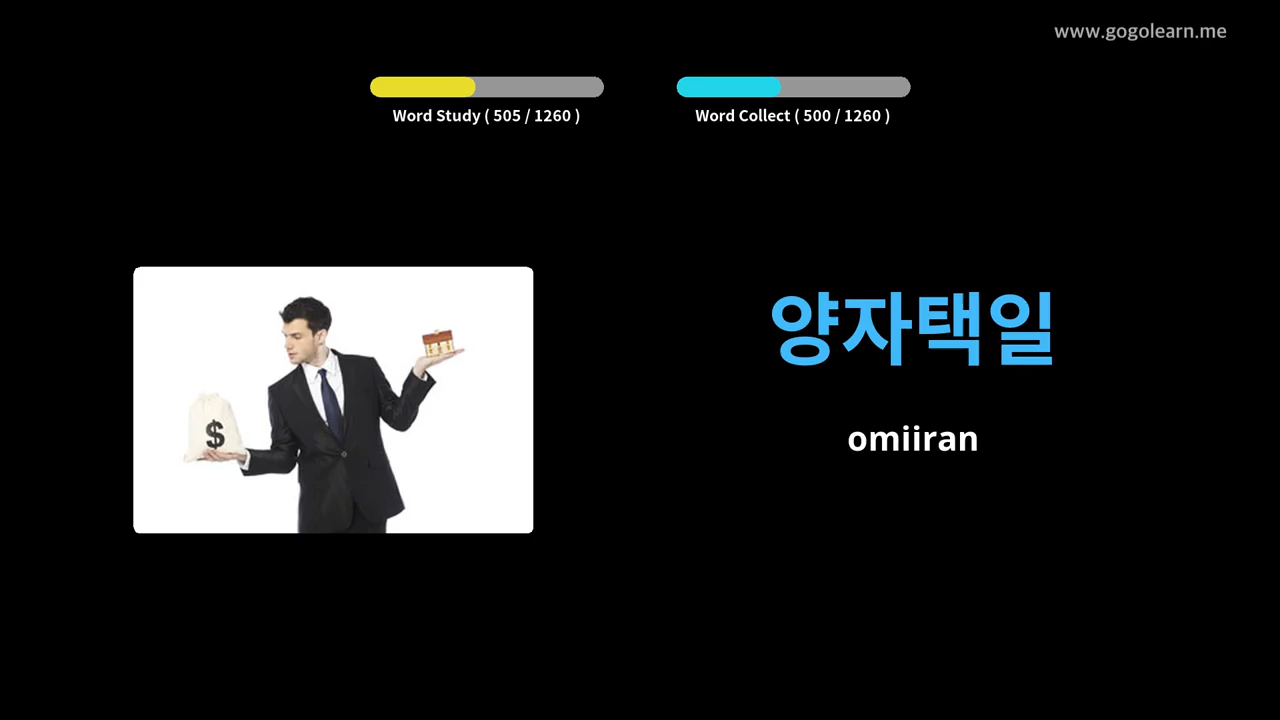 www.gogolearn.me
Word Study ( 505 / 1260 )
Word Collect ( 500 / 1260 )
양자택일
$
omiiran